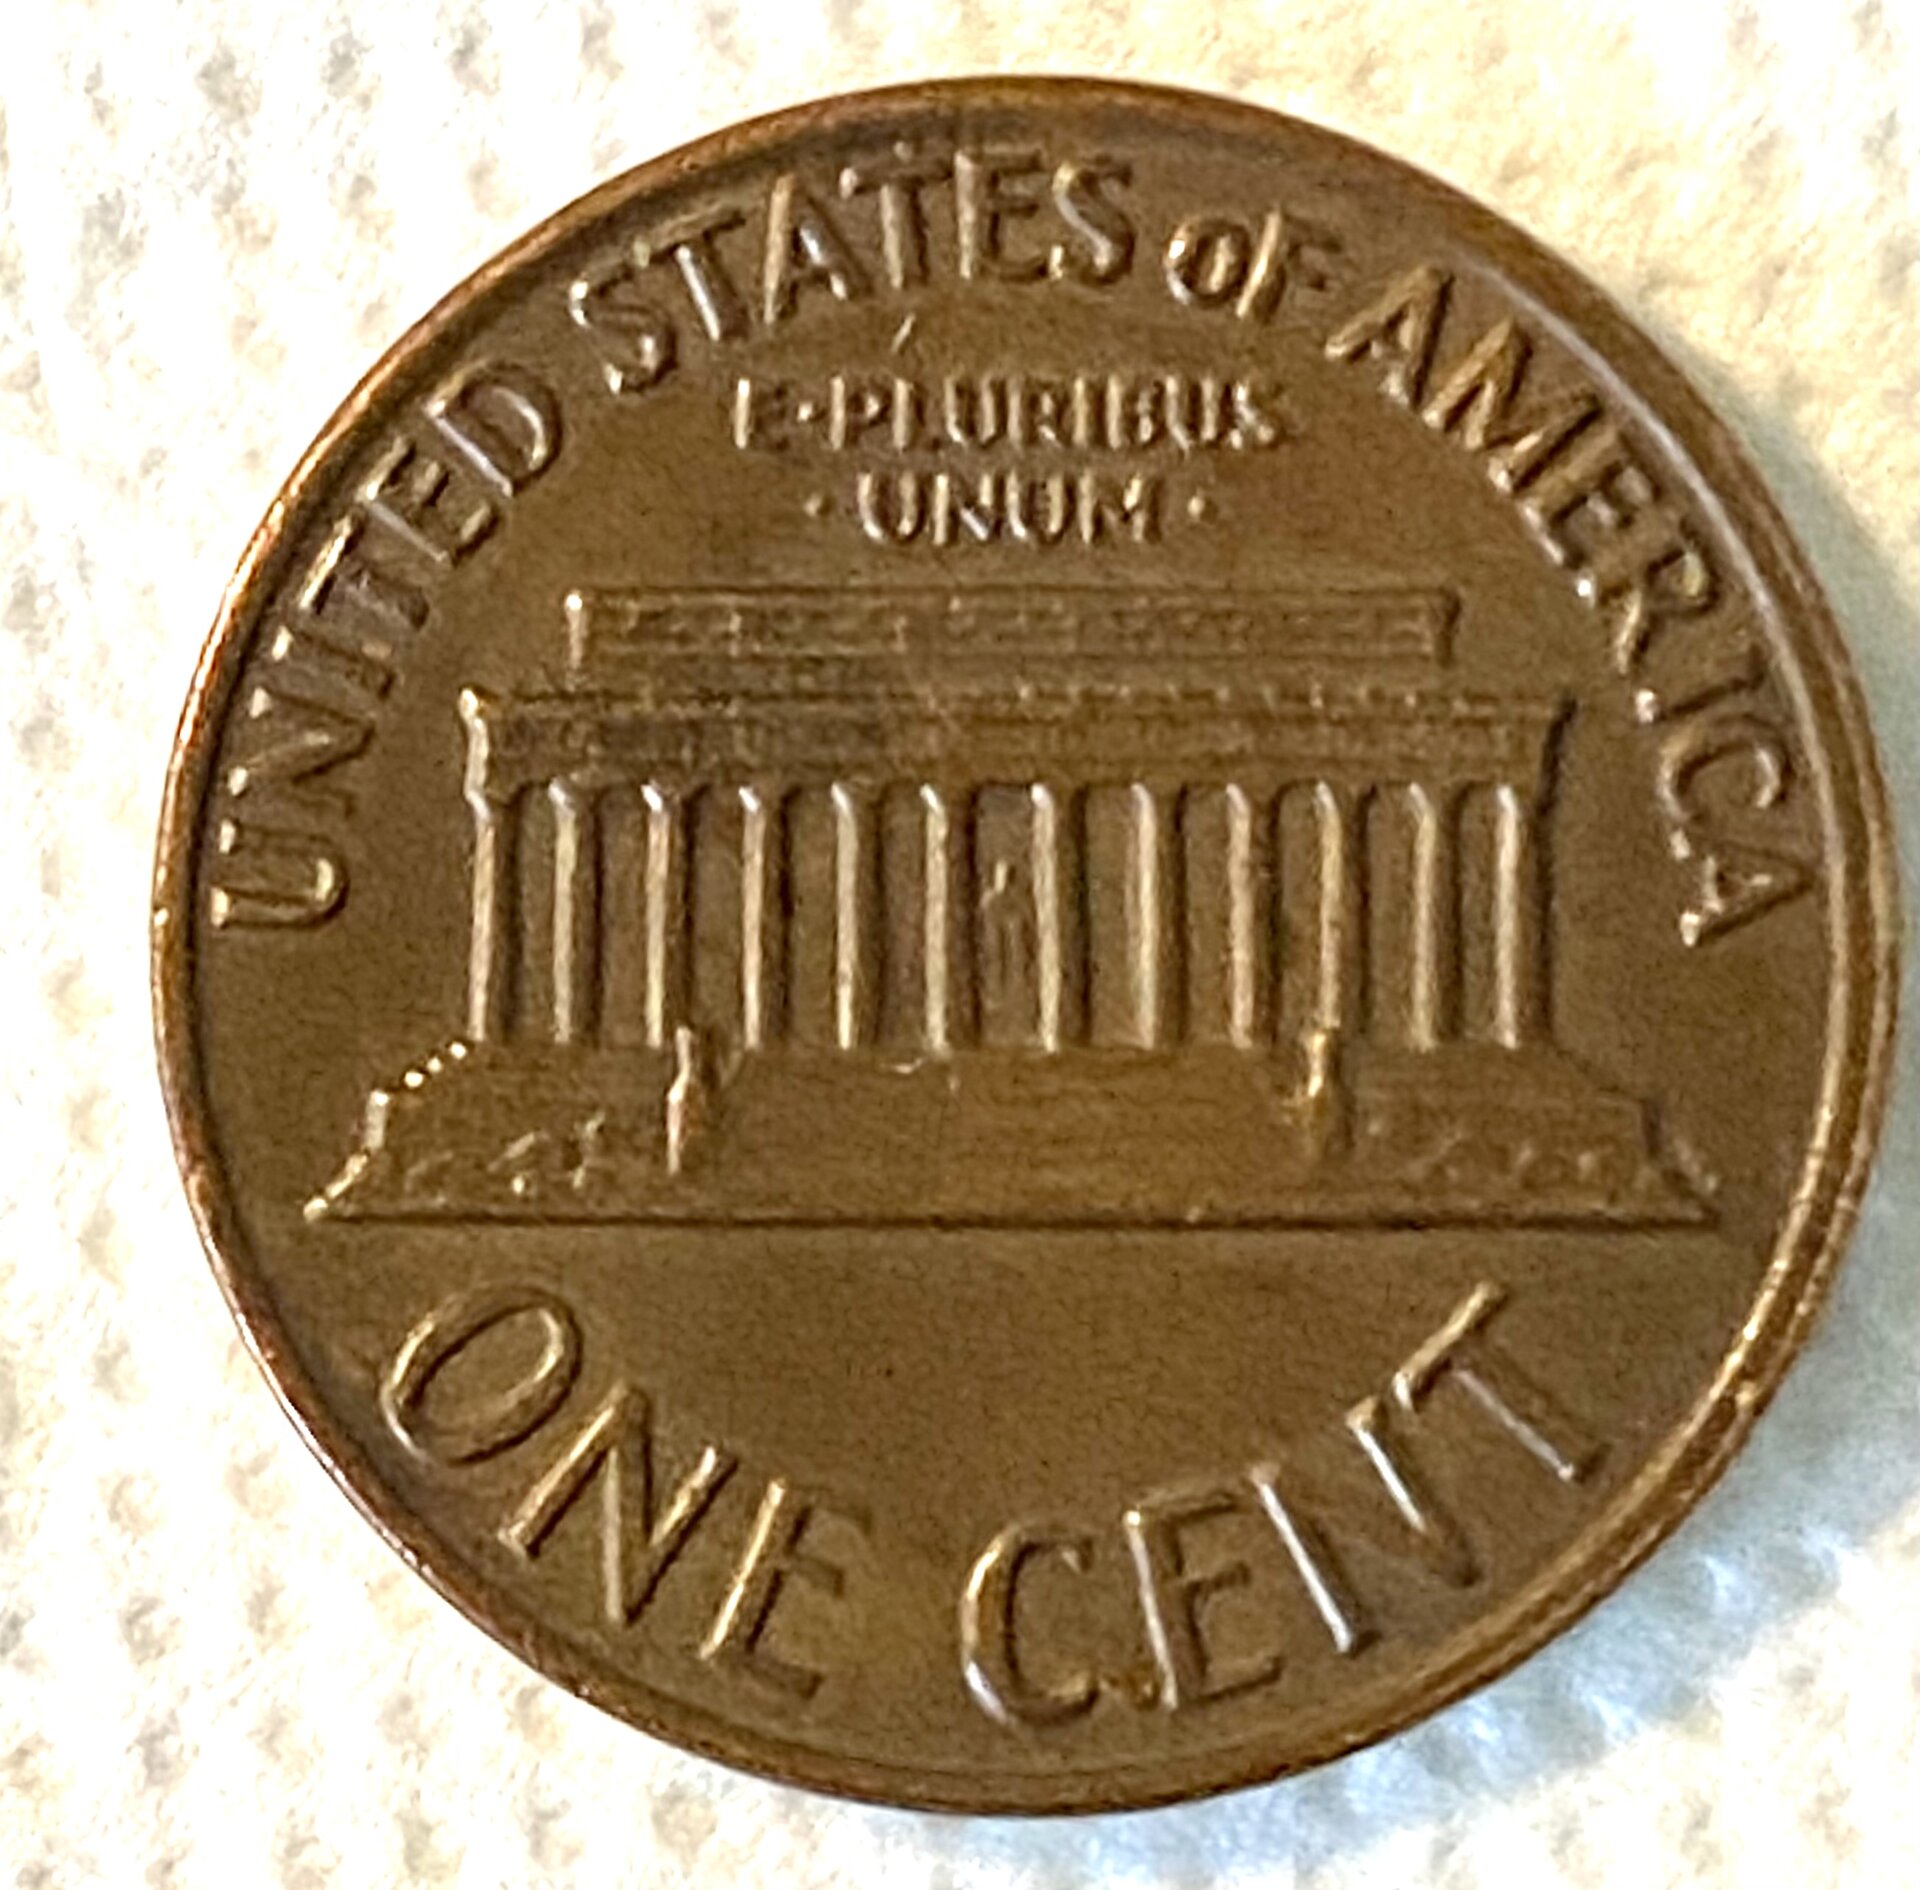 UNITED STATES OF AMERICA
E·PLURIBUS
·UNUM·
ONE CENT